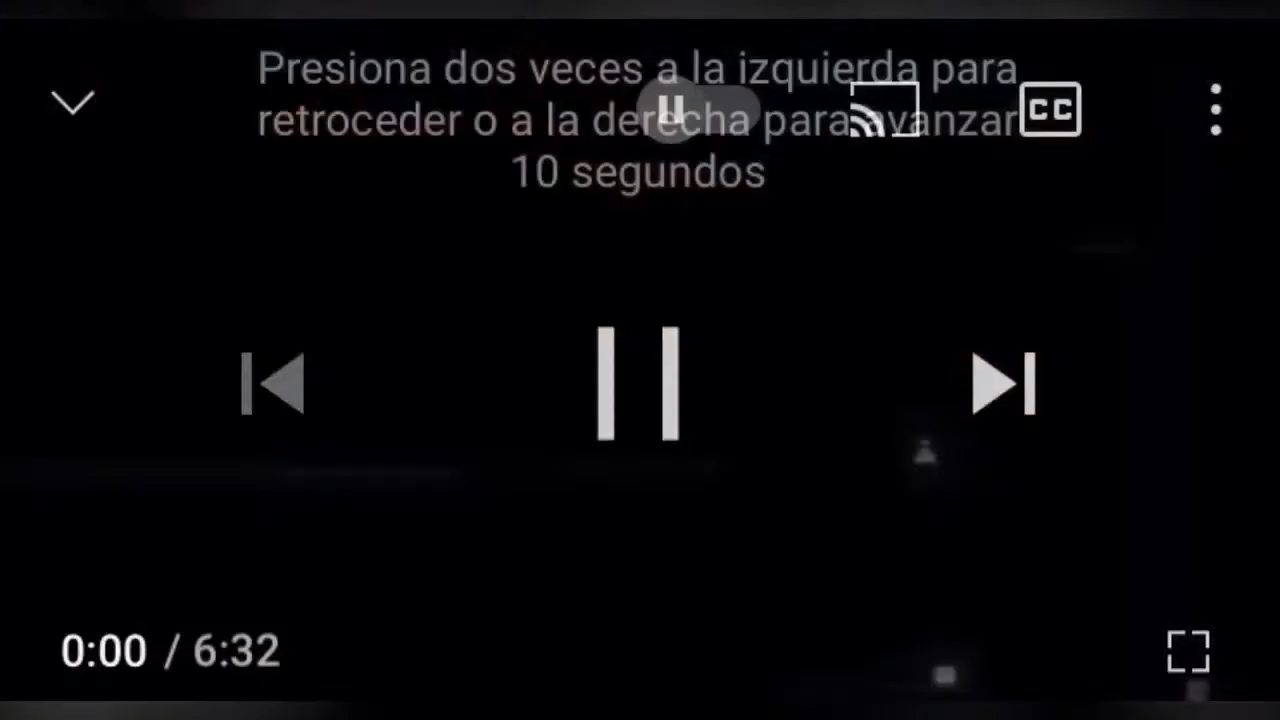 Presiona dos veces a la izquierda para
retroceder o a la derecha para avanzar
10 segundos
CC
0:00 / 6:32